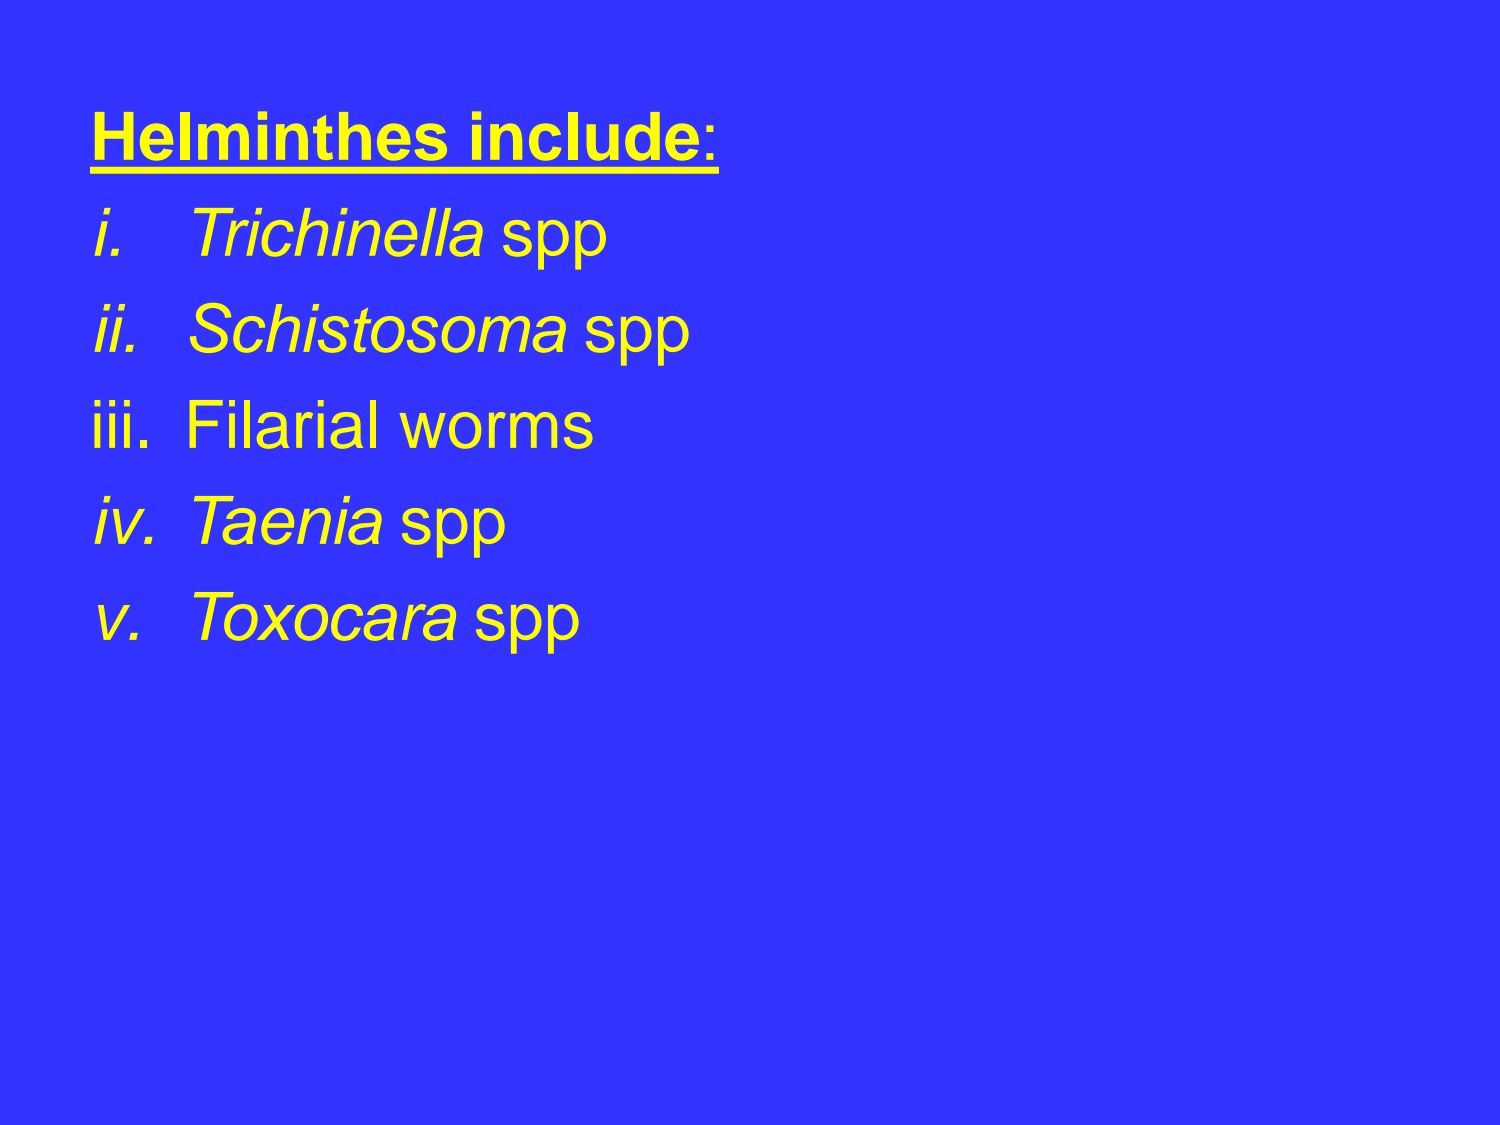 Helminthes include:
i. Trichinella spp
ii. Schistosoma spp
iii. Filarial worms
iv. Taenia spp
v. Toxocara spp